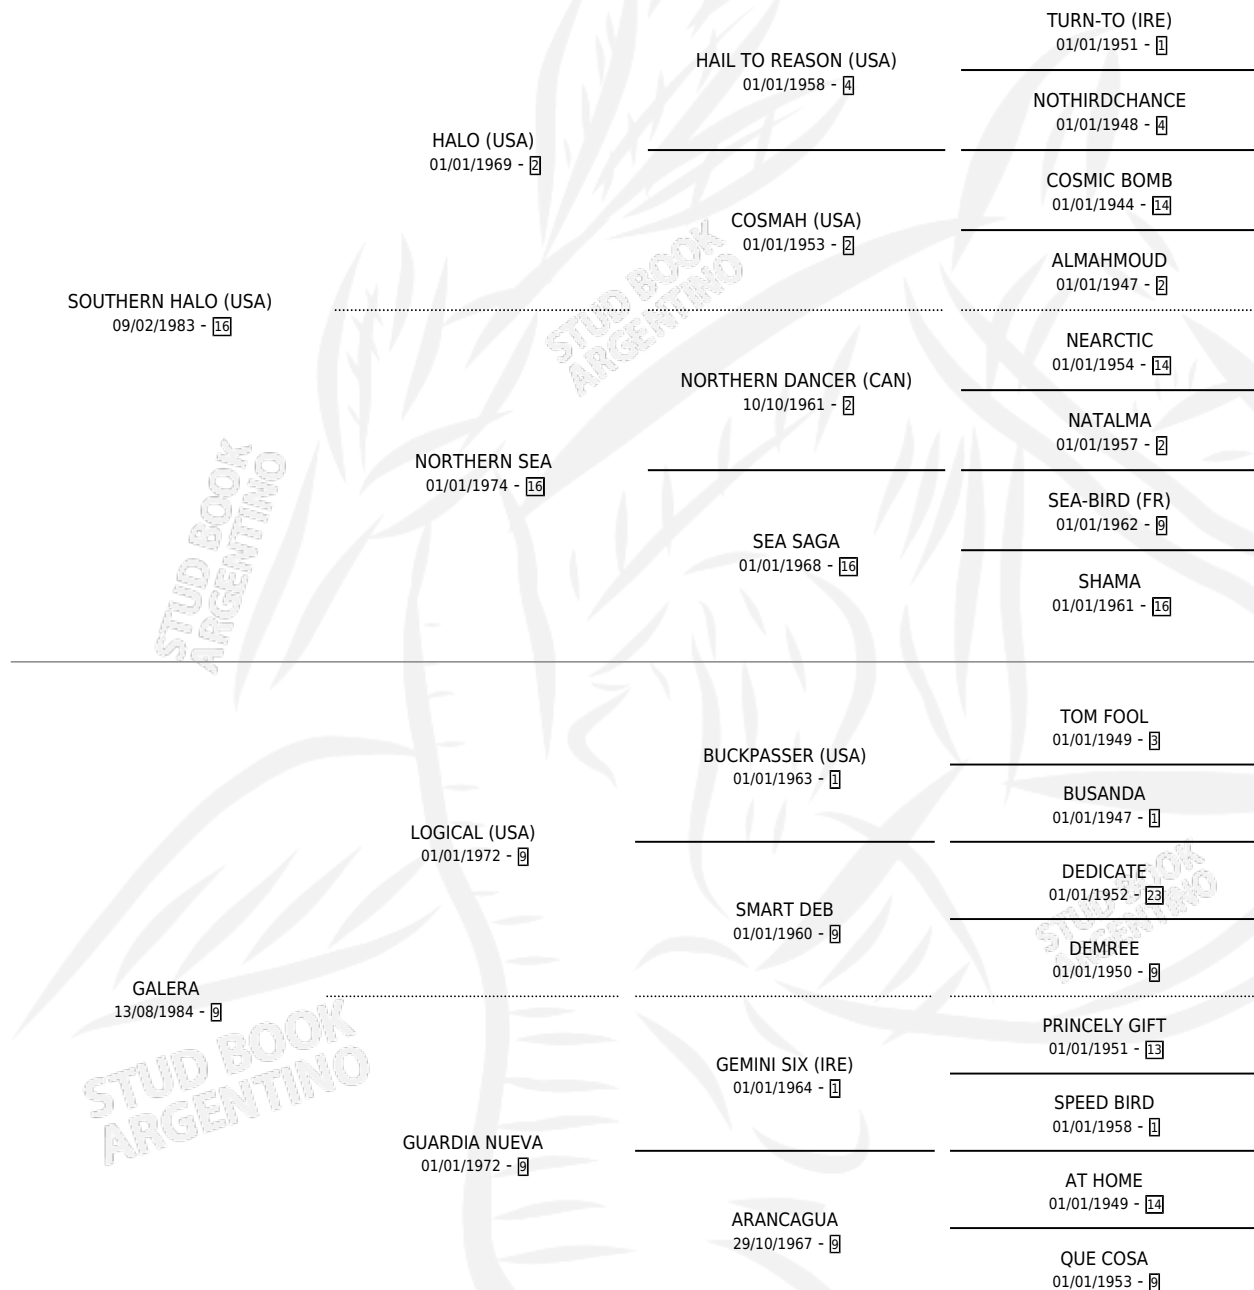 TURN-TO (IRE)
01/01/1951 - 1
HAIL TO REASON (USA)
01/01/1958 - 4
NOTHIRDCHANCE
01/01/1948 - 4
HALO (USA)
01/01/1969 - 2
COSMIC BOMB
01/01/1944 - 14
COSMAH (USA)
01/01/1953 - 2
ALMAHMOUD
01/01/1947 - 2
SOUTHERN HALO (USA)
09/02/1983 - 16
NEARCTIC
01/01/1954 - 14
NORTHERN DANCER (CAN)
10/10/1961 - 2
NATALMA
01/01/1957 - 2
NORTHERN SEA
01/01/1974 - 16
SEA-BIRD (FR)
01/01/1962 - 9
SEA SAGA
01/01/1968 - 16
SHAMA
01/01/1961 - 16
TOM FOOL
01/01/1949 - 3
BUCKPASSER (USA)
01/01/1963 - 1
BUSANDA
01/01/1947 - 1
LOGICAL (USA)
01/01/1972 - 9
DEDICATE
01/01/1952 - 23
SMART DEB
01/01/1960 - 9
DEMREE
01/01/1950 - 9
GALERA
13/08/1984 - 9
PRINCELY GIFT
01/01/1951 - 13
GEMINI SIX (IRE)
01/01/1964 - 1
SPEED BIRD
01/01/1958 - 1
GUARDIA NUEVA
01/01/1972 - 9
AT HOME
01/01/1949 - 14
ARANCAGUA
29/10/1967 - 9
QUE COSA
01/01/1953 - 9
STUD BOOK
ARGENTINO
STUD BOOK
ARGENTINO
STUD BOOK
ARGENTINO
STUD BOOK
ARGENTINO